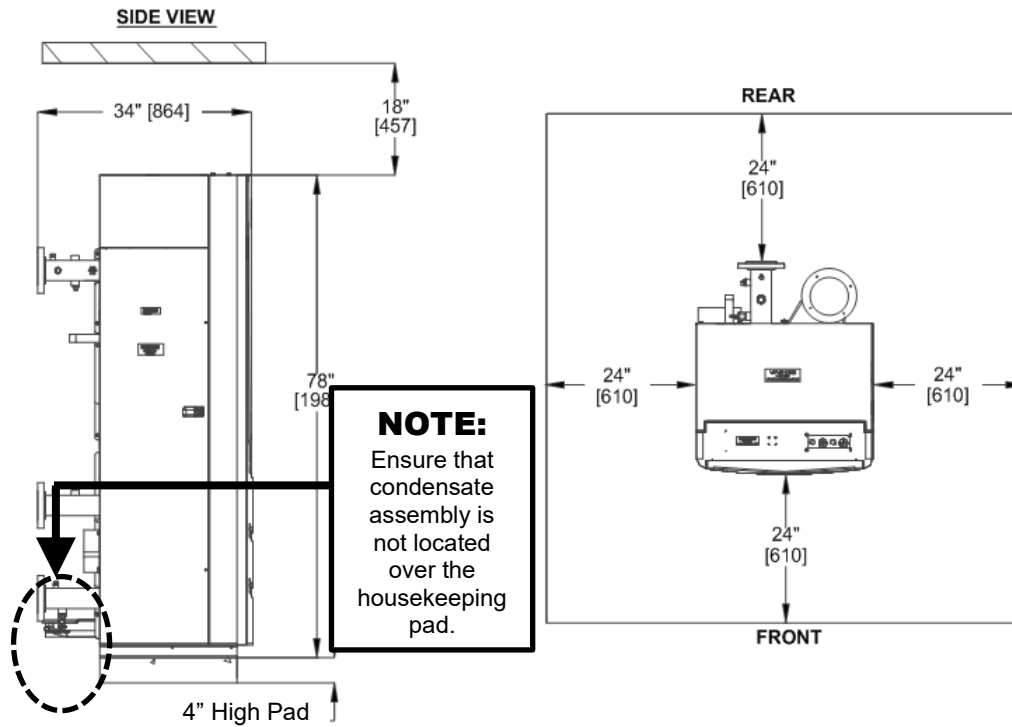 SIDE VIEW
34" [864]
18"
[457]
78"
[198
NOTE:
Ensure that
condensate
assembly is
not located
over the
housekeeping
pad.
4” High Pad
REAR
24"
[610]
24"
[610]
24"
[610]
24"
[610]
FRONT